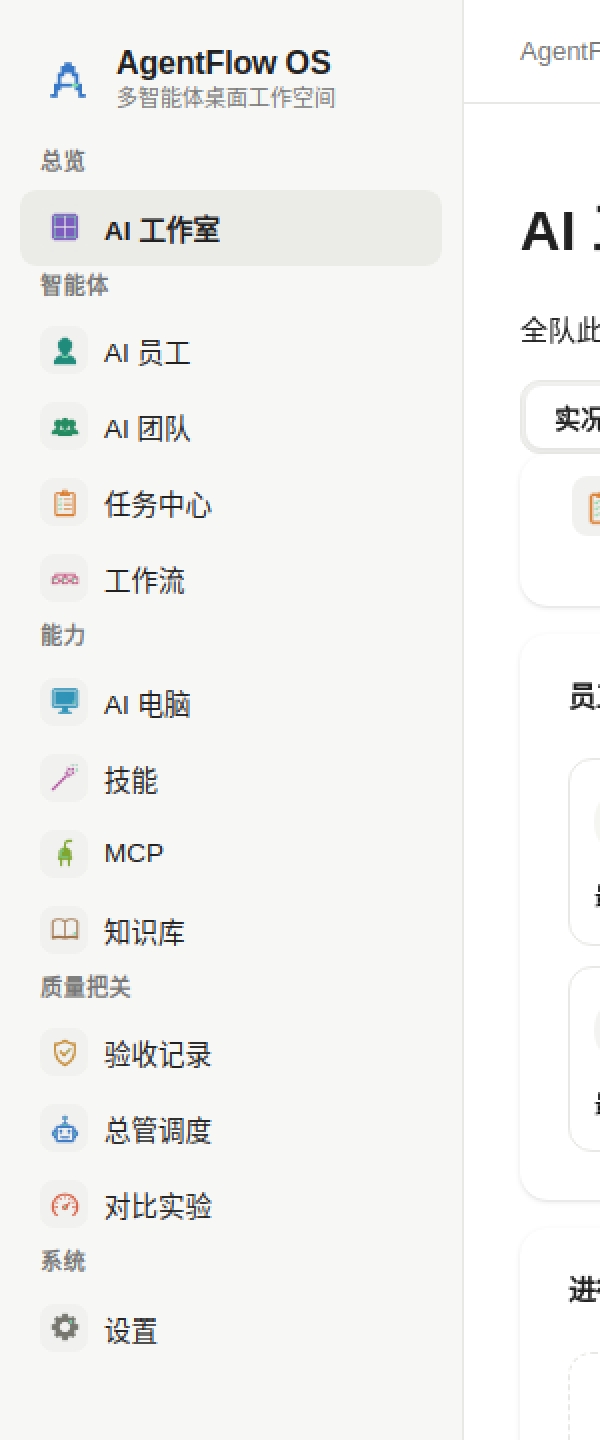 AgentFlow OS
多智能体桌面工作空间
总览
AI 工作室
智能体
AI 员工
AI 团队
任务中心
工作流
能力
AI 电脑
技能
MCP
知识库
质量把关
验收记录
总管调度
对比实验
系统
设置
AgentF
AI
全队此
实况
员工
进行